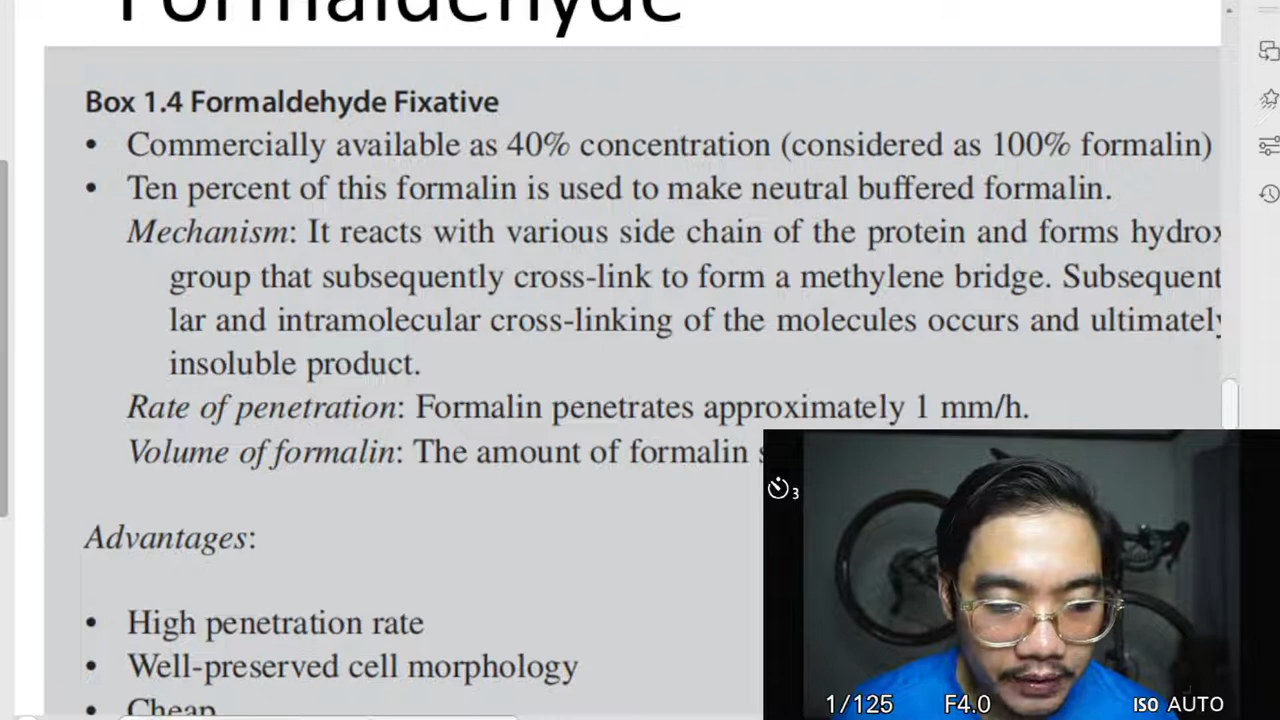 Formaldehyde
Box 1.4 Formaldehyde Fixative
• Commercially available as 40% concentration (considered as 100% formalin)
• Ten percent of this formalin is used to make neutral buffered formalin.
Mechanism: It reacts with various side chain of the protein and forms
group that subsequently cross-link to form a methylene bridge. Subsequent
lar and intramolecular cross-linking of the molecules occurs and ultimately
insoluble product.
Rate of penetration: Formalin penetrates approximately 1 mm/h.
Volume of formalin: The amount of formalin
Advantages:
• High penetration rate
• Well-preserved cell morphology
• Cheap
3
1/125 F4.0 ISO AUTO